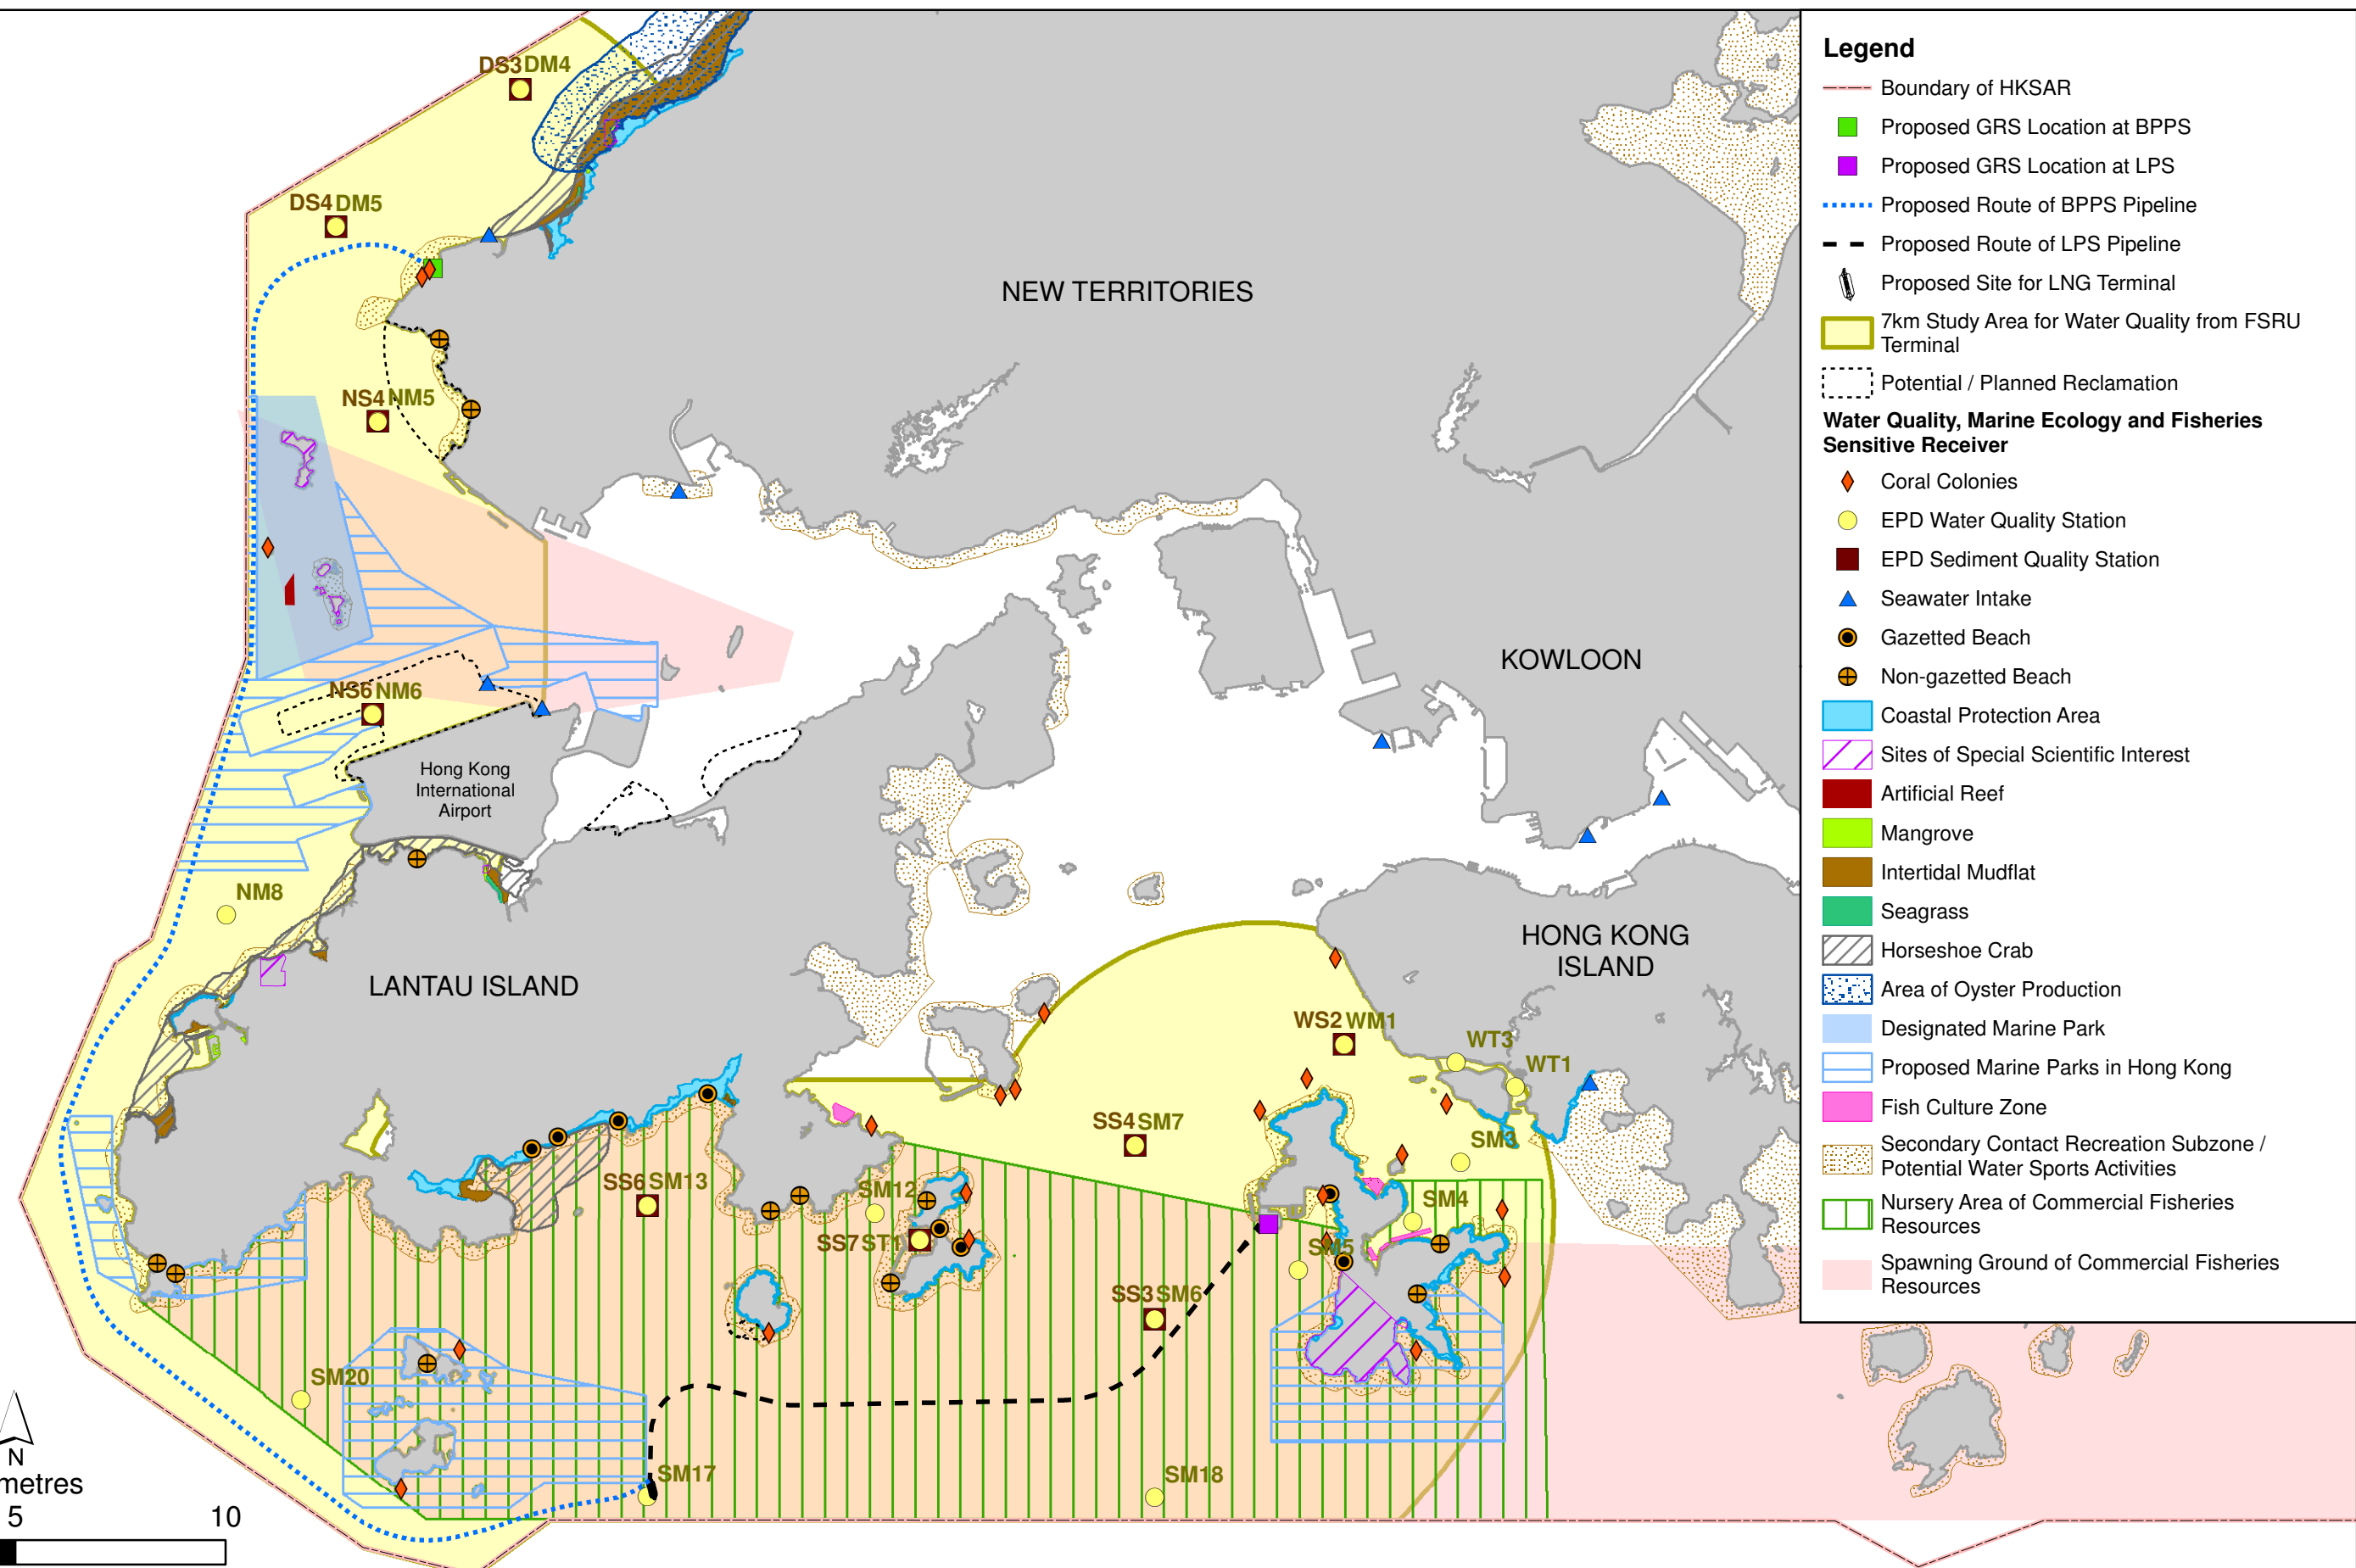 DS3 DM4
DS4 DM5
NS4 NM5
NS6 NM6
NM8
NEW TERRITORIES
KOWLOON
Hong Kong
International
Airport
LANTAU ISLAND
HONG KONG
ISLAND
WS2 WM1
WT3
WT1
SS4 SM7
SM3
SS6 SM13
SM12
SM4
SS7 ST1
SM5
SS3 SM6
SM20
SM17
SM18
N
metres
5 10
Legend
Boundary of HKSAR
Proposed GRS Location at BPPS
Proposed GRS Location at LPS
Proposed Route of BPPS Pipeline
Proposed Route of LPS Pipeline
Proposed Site for LNG Terminal
7km Study Area for Water Quality from FSRU
Terminal
Potential / Planned Reclamation
Water Quality, Marine Ecology and Fisheries
Sensitive Receiver
Coral Colonies
EPD Water Quality Station
EPD Sediment Quality Station
Seawater Intake
Gazetted Beach
Non-gazetted Beach
Coastal Protection Area
Sites of Special Scientific Interest
Artificial Reef
Mangrove
Intertidal Mudflat
Seagrass
Horseshoe Crab
Area of Oyster Production
Designated Marine Park
Proposed Marine Parks in Hong Kong
Fish Culture Zone
Secondary Contact Recreation Subzone /
Potential Water Sports Activities
Nursery Area of Commercial Fisheries
Resources
Spawning Ground of Commercial Fisheries
Resources